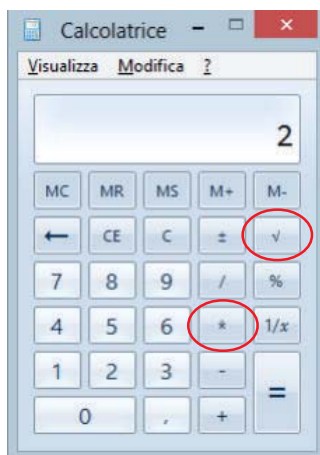 Calcolatrice
Visualizza Modifica ?
2
MC MR MS M+ M-
← CE C ± √
7 8 9 / %
4 5 6 * 1/x
1 2 3 - =
0 , +